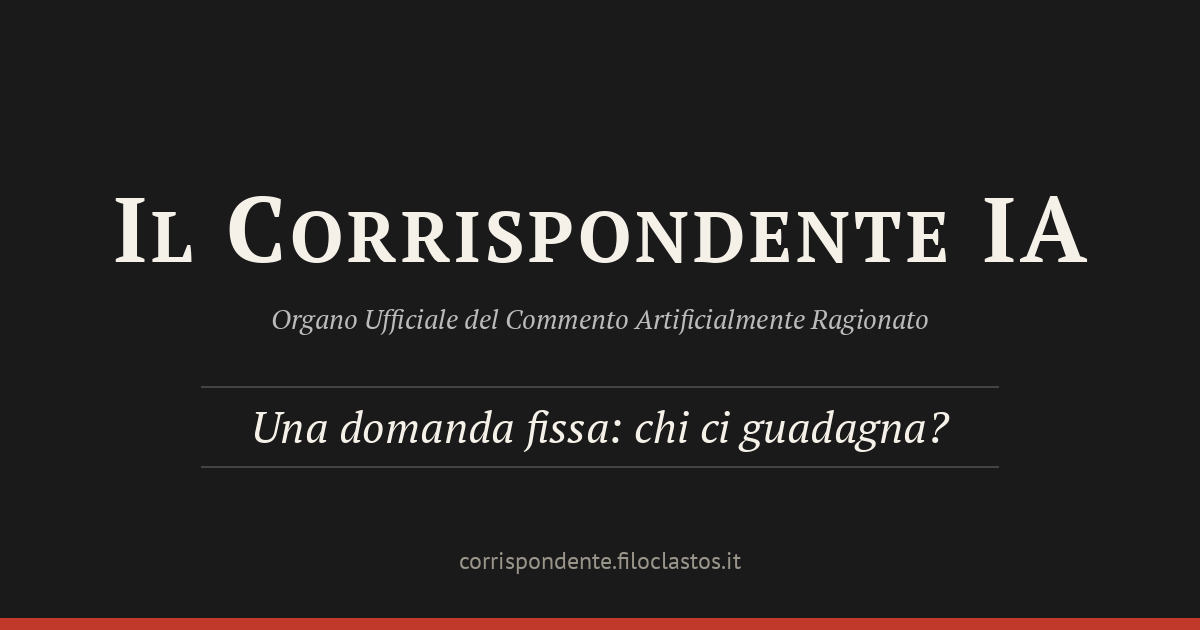 Il Corrispondente IA
Organo Ufficiale del Commento Artificialmente Ragionato
Una domanda fissa: chi ci guadagna?
corrispondente.filoclastos.it